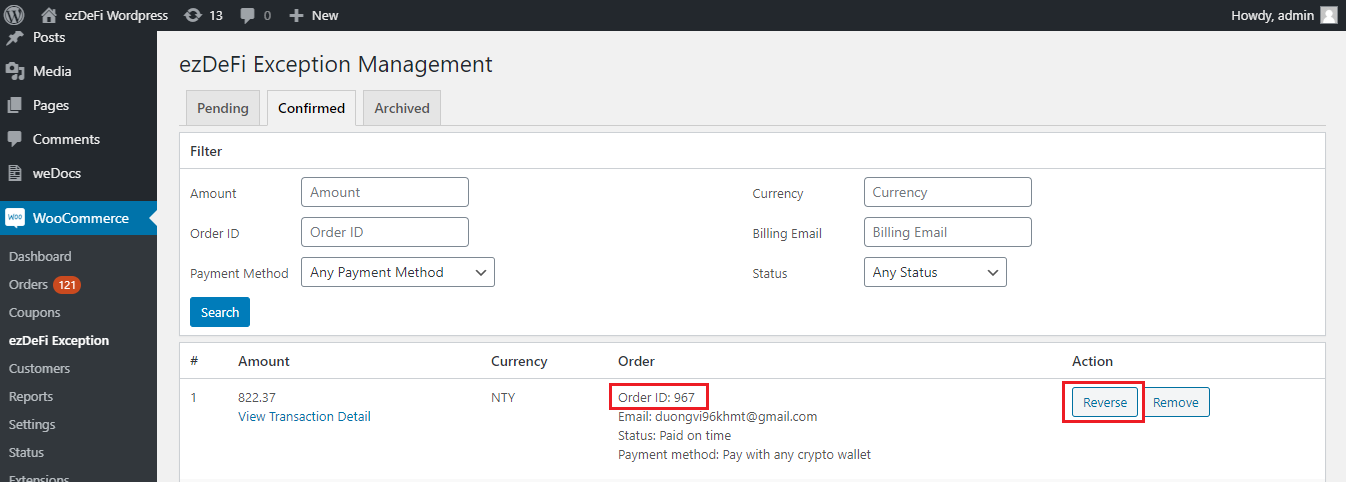 ezDeFi Wordpress 13 0 New Howdy, admin
Posts
Media
Pages
Comments
weDocs
WooCommerce
Dashboard
Orders 121
Coupons
ezDeFi Exception
Customers
Reports
Settings
Status
Extensions
ezDeFi Exception Management
Pending Confirmed Archived
Filter
Amount Amount Currency Currency
Order ID Order ID Billing Email Billing Email
Payment Method Any Payment Method Status Any Status
Search
# Amount Currency Order Action
1 822.37 NTY Order ID: 967 Reverse Remove
View Transaction Detail Email: duongvi96khmt@gmail.com
Status: Paid on time
Payment method: Pay with any crypto wallet